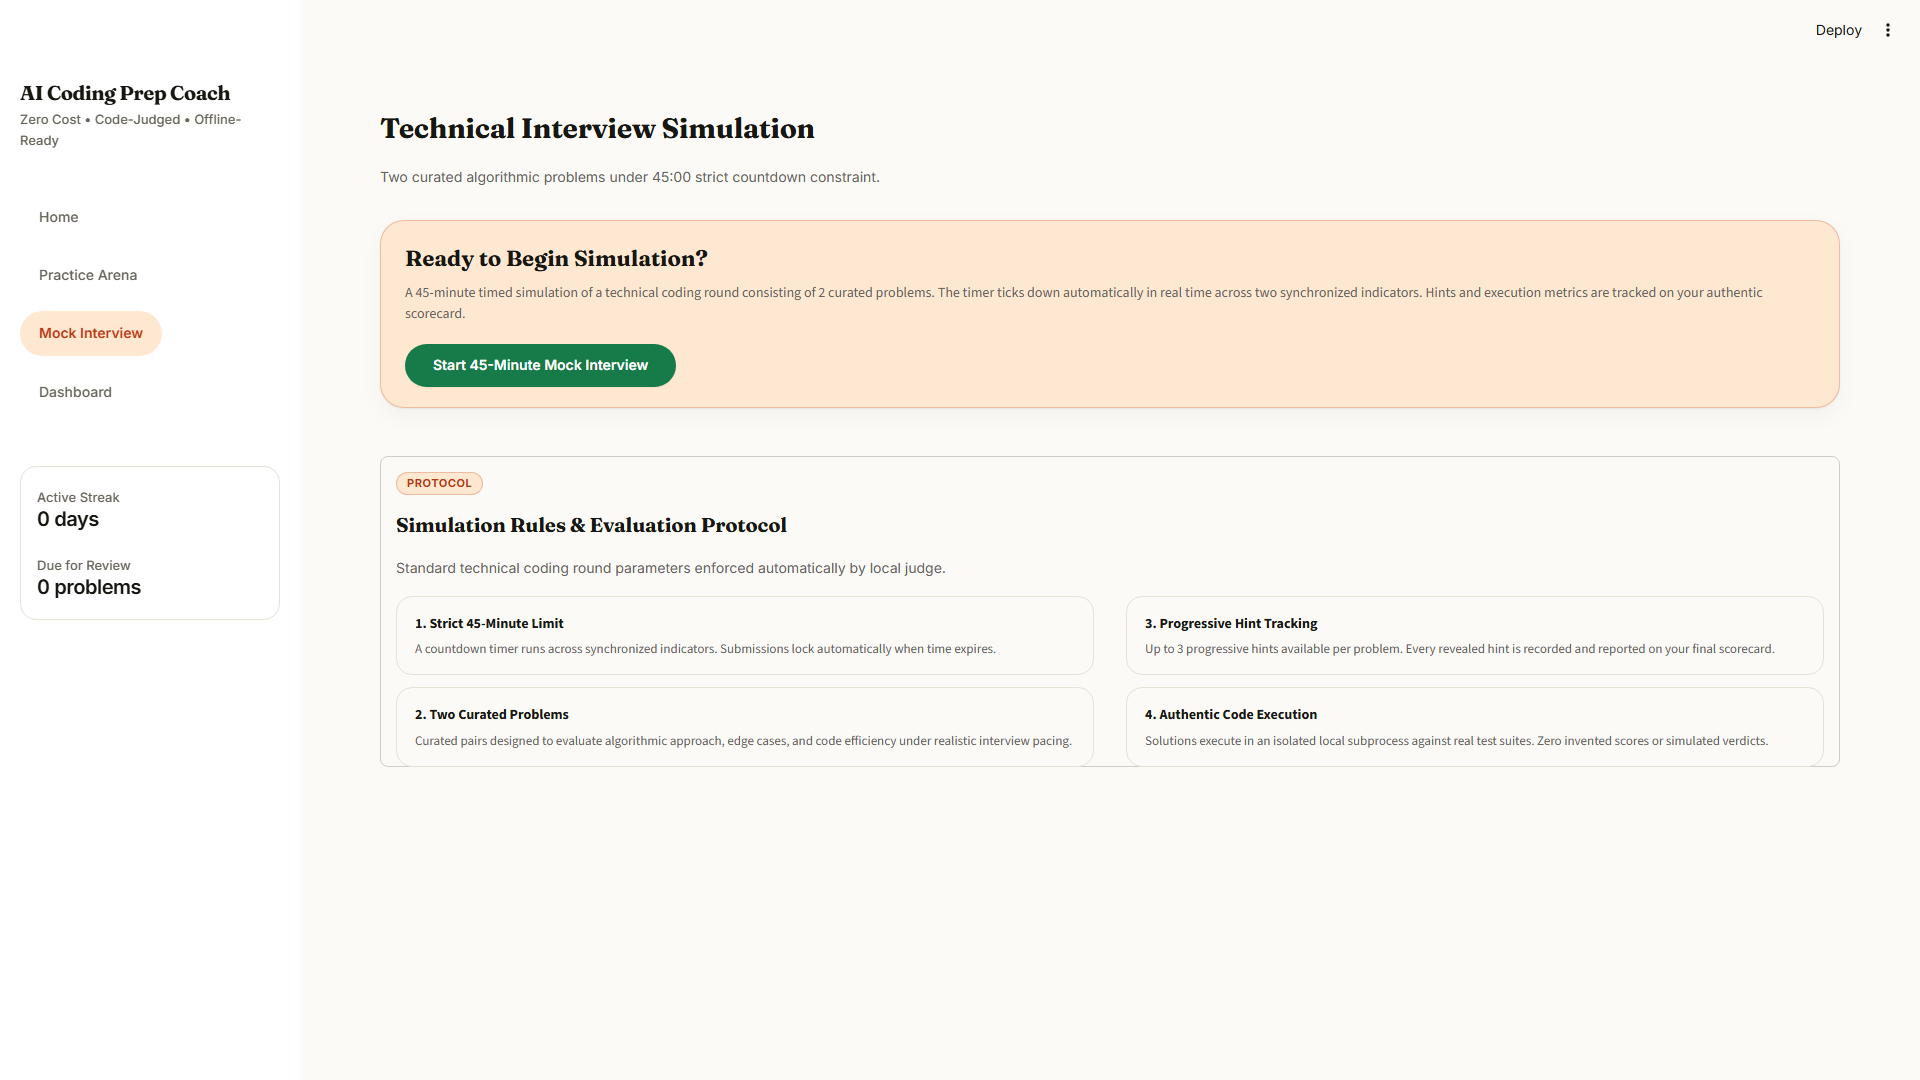 Deploy
AI Coding Prep Coach
Zero Cost • Code-Judged • Offline-
Ready
Home
Practice Arena
Mock Interview
Dashboard
Active Streak
0 days
Due for Review
0 problems
Technical Interview Simulation
Two curated algorithmic problems under 45:00 strict countdown constraint.
Ready to Begin Simulation?
A 45-minute timed simulation of a technical coding round consisting of 2 curated problems. The timer ticks down automatically in real time across two synchronized indicators. Hints and execution metrics are tracked on your authentic
scorecard.
Start 45-Minute Mock Interview
PROTOCOL
Simulation Rules & Evaluation Protocol
Standard technical coding round parameters enforced automatically by local judge.
1. Strict 45-Minute Limit
A countdown timer runs across synchronized indicators. Submissions lock automatically when time expires.
2. Two Curated Problems
Curated pairs designed to evaluate algorithmic approach, edge cases, and code efficiency under realistic interview pacing.
3. Progressive Hint Tracking
Up to 3 progressive hints available per problem. Every revealed hint is recorded and reported on your final scorecard.
4. Authentic Code Execution
Solutions execute in an isolated local subprocess against real test suites. Zero invented scores or simulated verdicts.